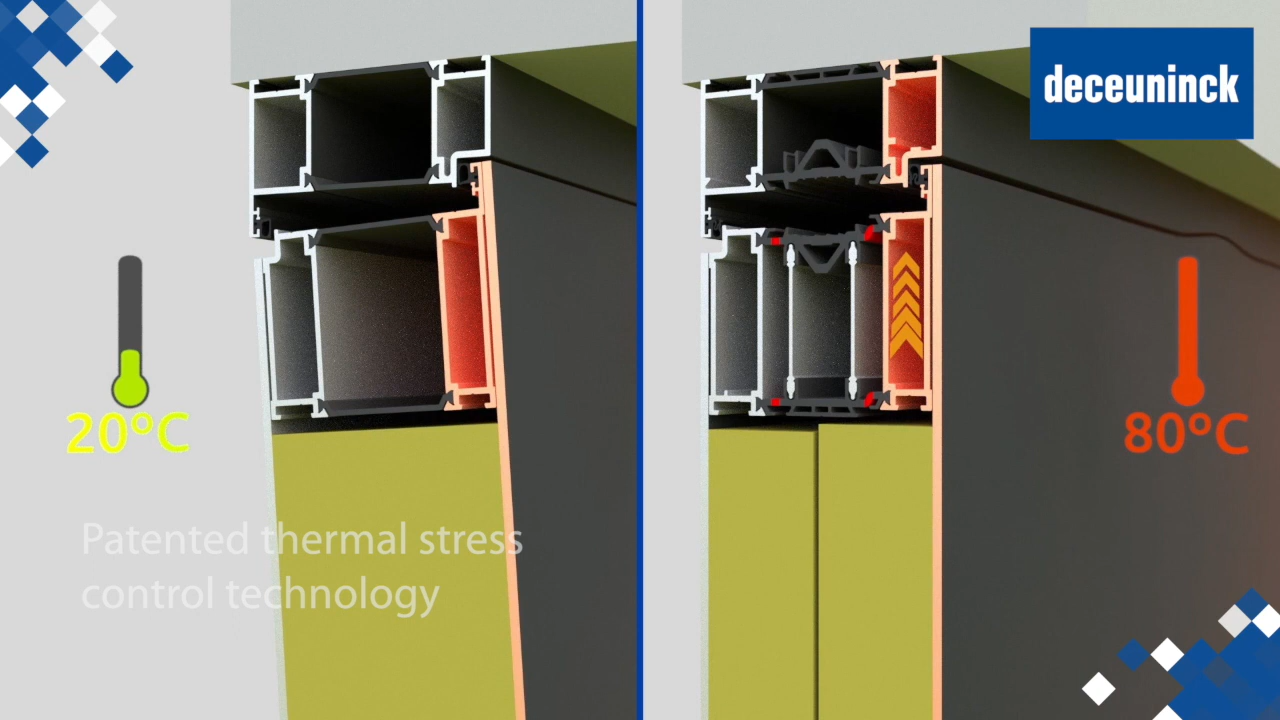 deceuninck
20°C
80°C
Patented thermal stress
control technology